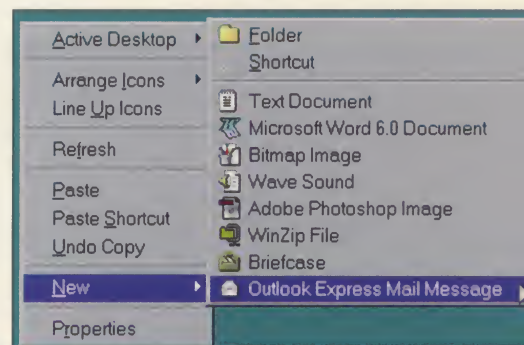 Active Desktop
Arrange Icons
Line Up Icons
Refresh
Paste
Paste Shortcut
Undo Copy
New
Properties
Folder
Shortcut
Text Document
Microsoft Word 6.0 Document
Bitmap Image
Wave Sound
Adobe Photoshop Image
WinZip File
Briefcase
Outlook Express Mail Message